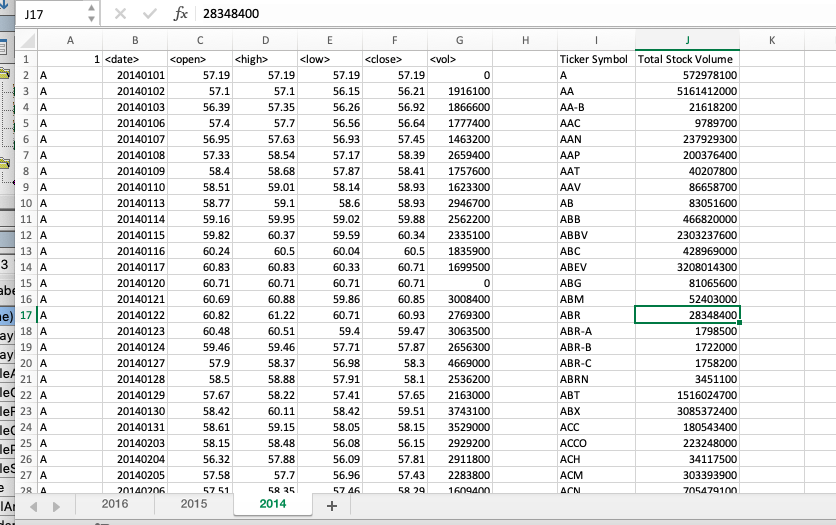 J17 fx 28348400
A B C D E F G H I J K
1 1 <date> <open> <high> <low> <close> <vol> Ticker Symbol Total Stock Volume
2 A 20140101 57.19 57.19 57.19 57.19 0 A 572978100
3 A 20140102 57.1 57.1 56.15 56.21 1916100 AA 5161412000
4 A 20140103 56.39 57.35 56.26 56.92 1866600 AA-B 21618200
5 A 20140106 57.4 57.7 56.56 56.64 1777400 AAC 9789700
6 A 20140107 56.95 57.63 56.93 57.45 1463200 AAN 237929300
7 A 20140108 57.33 58.54 57.17 58.39 2659400 AAP 200376400
8 A 20140109 58.4 58.68 57.87 58.41 1757600 AAT 40207800
9 A 20140110 58.51 59.01 58.14 58.93 1623300 AAV 86658700
10 A 20140113 58.77 59.1 58.6 58.93 2946700 AB 83051600
11 A 20140114 59.16 59.95 59.02 59.88 2562200 ABB 466820000
12 A 20140115 59.82 60.37 59.59 60.34 2335100 ABBV 2303237600
13 A 20140116 60.24 60.5 60.04 60.5 1835900 ABC 428969000
14 A 20140117 60.83 60.83 60.33 60.71 1699500 ABEV 3208014300
15 A 20140120 60.71 60.71 60.71 60.71 0 ABG 81065600
16 A 20140121 60.69 60.88 59.86 60.85 3008400 ABM 52403000
17 A 20140122 60.82 61.22 60.71 60.93 2769300 ABR 28348400
18 A 20140123 60.48 60.51 59.4 59.47 3063500 ABR-A 1798500
19 A 20140124 59.46 59.46 57.71 57.87 2656300 ABR-B 1722000
20 A 20140127 57.9 58.37 56.98 58.3 4669000 ABR-C 1758200
21 A 20140128 58.5 58.88 57.91 58.1 2536200 ABRN 3451100
22 A 20140129 57.67 58.22 57.41 57.65 2163000 ABT 1516024700
23 A 20140130 58.42 60.11 58.42 59.51 3743100 ABX 3085372400
24 A 20140131 58.61 59.15 58.05 58.15 3529000 ACC 180543400
25 A 20140203 58.15 58.48 56.08 56.15 2929200 ACCO 223248000
26 A 20140204 56.32 57.88 56.09 57.81 2911800 ACH 34117500
27 A 20140205 57.58 57.7 56.96 57.43 2283800 ACM 303393900
28 A 20140206 57.51 58.35 57.46 58.29 1609400 ACN 705479100
2016 2015 2014 +